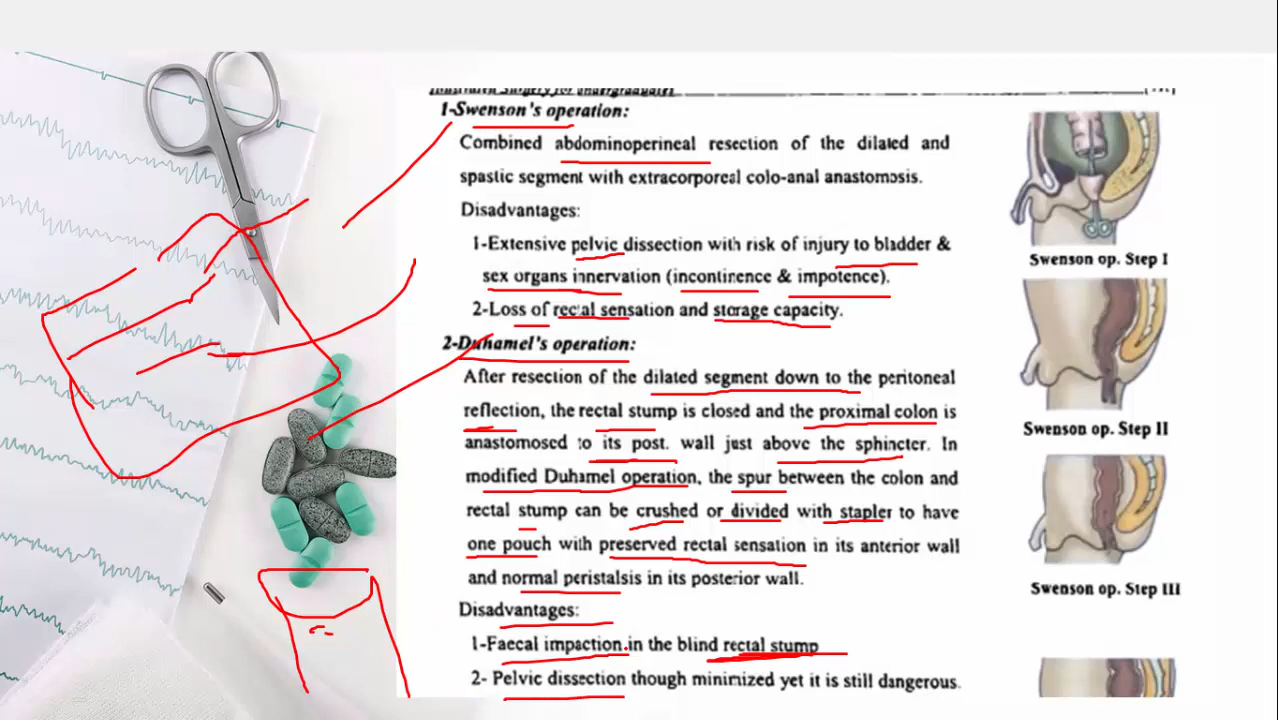 1-Swenson's operation:
Combined abdominoperineal resection of the dilated and
spastic segment with extracorporeal colo-anal anastomosis.
Disadvantages:
1-Extensive pelvic dissection with risk of injury to bladder &
sex organs innervation (incontinence & impotence).
2-Loss of rectal sensation and storage capacity.
2-Duhamel's operation:
After resection of the dilated segment down to the peritoneal
reflection, the rectal stump is closed and the proximal colon is
anastomosed to its post. wall just above the sphincter. In
modified Duhamel operation, the spur between the colon and
rectal stump can be crushed or divided with stapler to have
one pouch with preserved rectal sensation in its anterior wall
and normal peristalsis in its posterior wall.
Disadvantages:
1-Faecal impaction in the blind rectal stump
2- Pelvic dissection though minimized yet it is still dangerous.
Swenson op. Step I
Swenson op. Step II
Swenson op. Step III